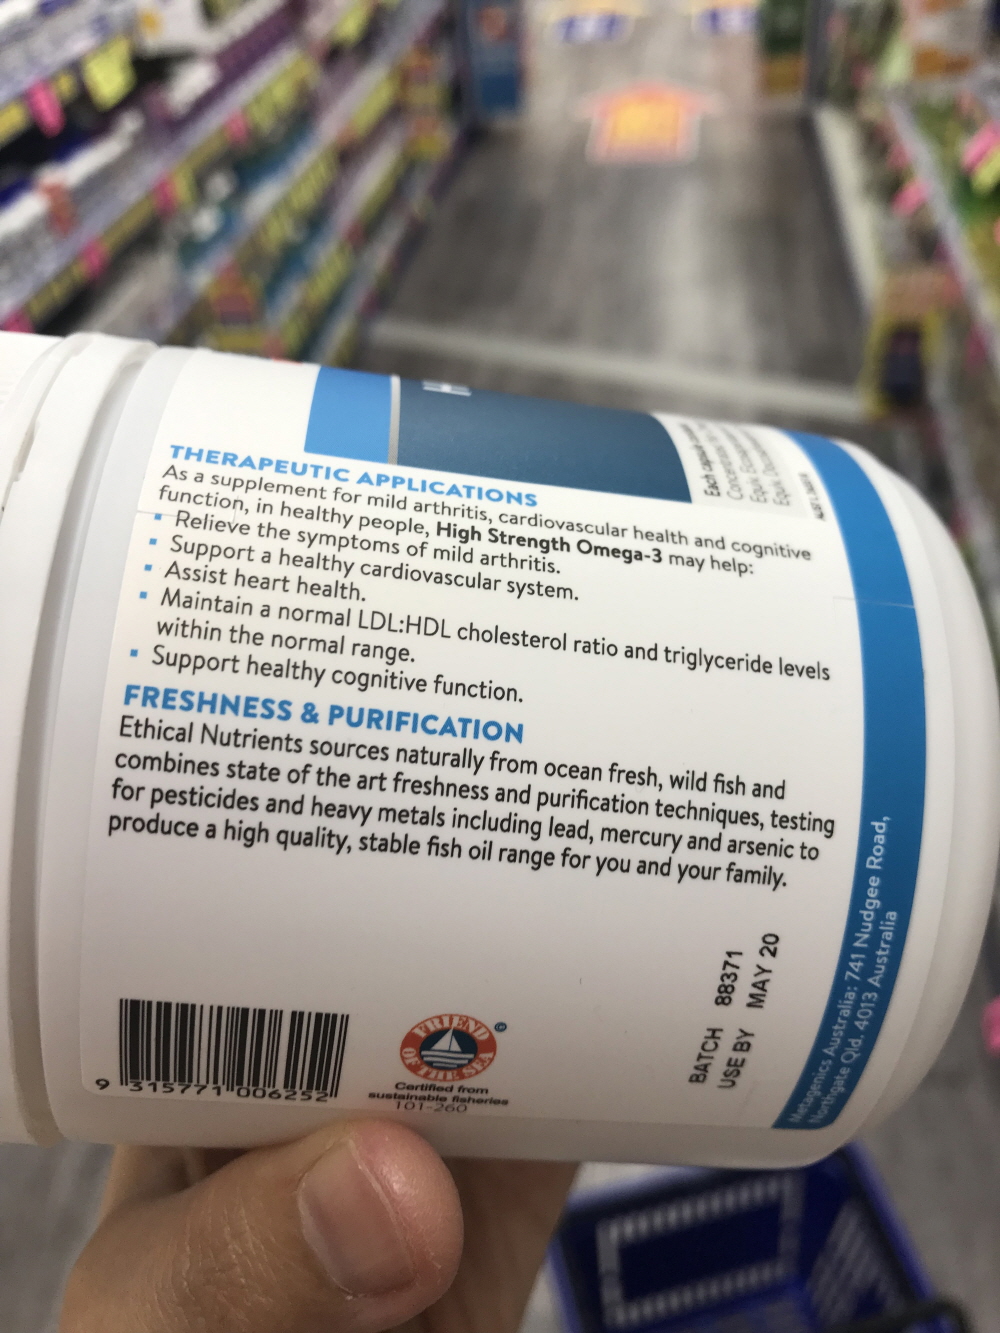 THERAPEUTIC APPLICATIONS
As a supplement for mild arthritis, cardiovascular health and cognitive
function, in healthy people, High Strength Omega-3 may help:
▪ Relieve the symptoms of mild arthritis.
▪ Support a healthy cardiovascular system.
▪ Assist heart health.
▪ Maintain a normal LDL:HDL cholesterol ratio and triglyceride levels
within the normal range.
▪ Support healthy cognitive function.
FRESHNESS & PURIFICATION
Ethical Nutrients sources naturally from ocean fresh, wild fish and
combines state of the art freshness and purification techniques, testing
for pesticides and heavy metals including lead, mercury and arsenic to
produce a high quality, stable fish oil range for you and your family.
Each capsule
9 315771 006252
FRIEND
OF THE SEA
Certified from
sustainable fisheries
101-260
BATCH 88371
USE BY MAY 20
Metagenics Australia: 741 Nudgee Road,
Northgate Qld. 4013 Australia